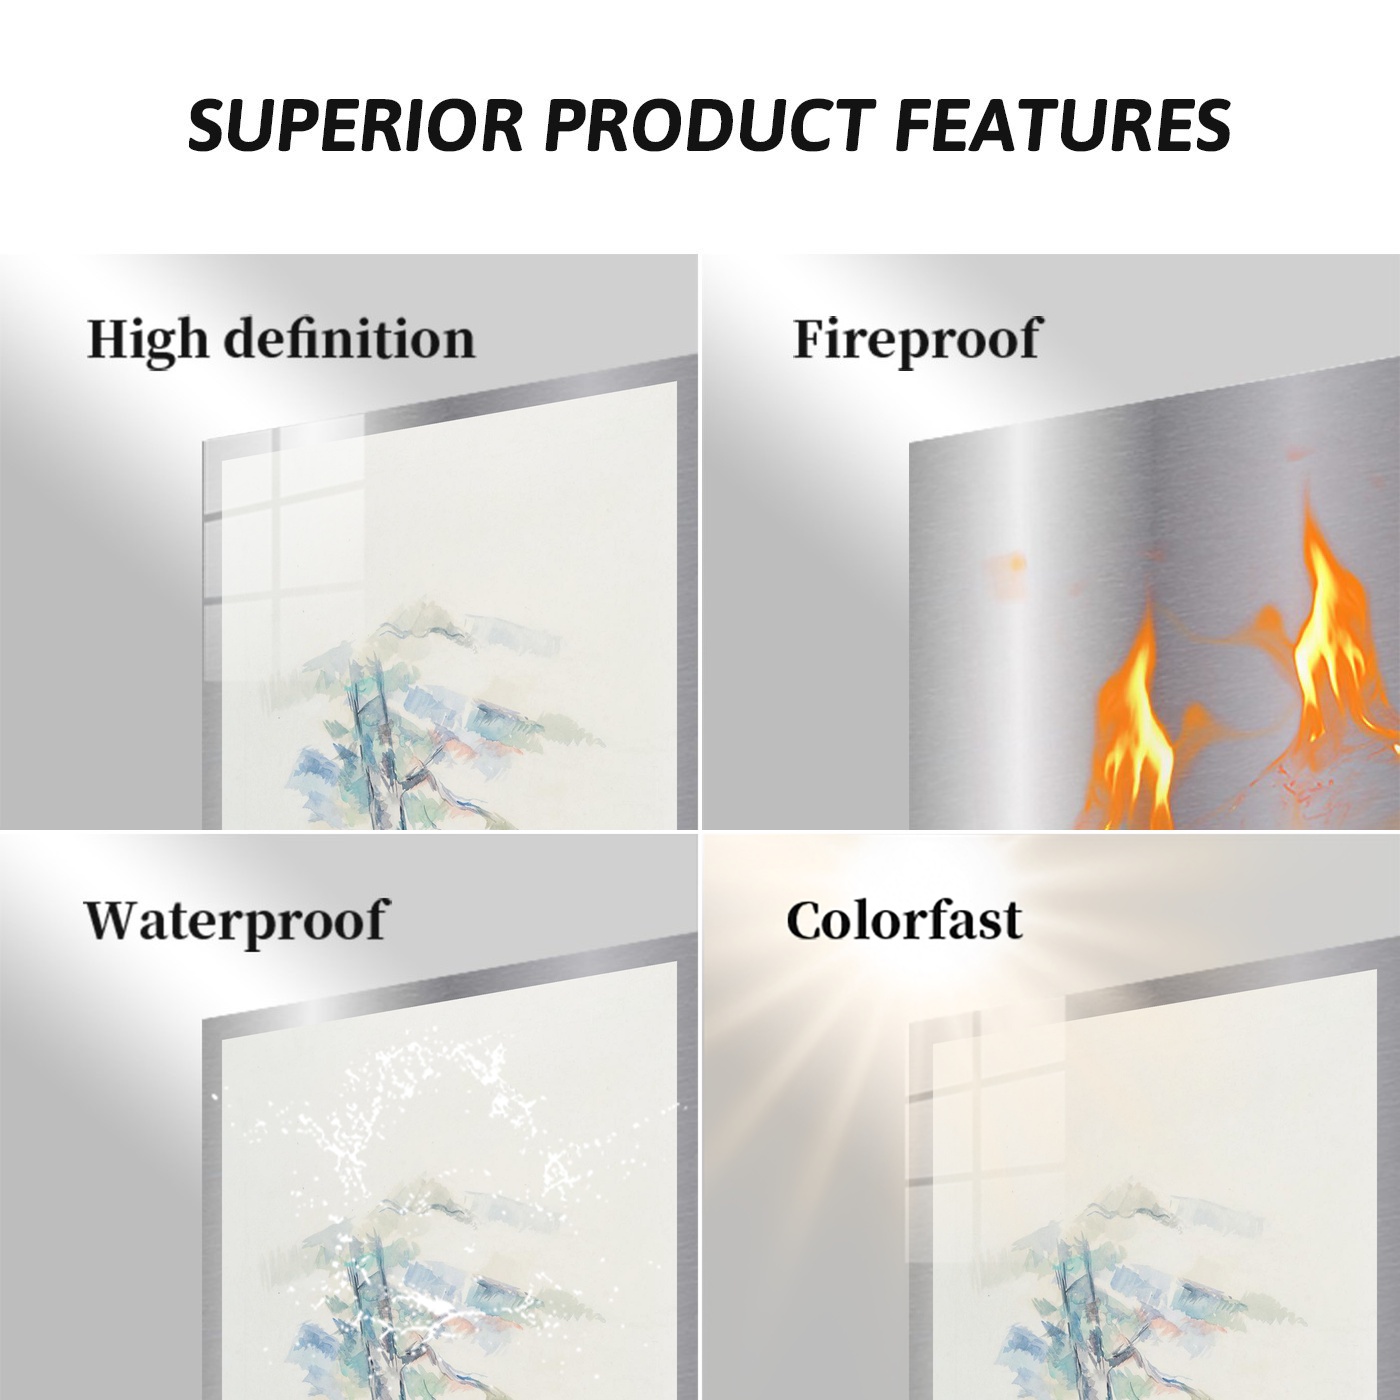 SUPERIOR PRODUCT FEATURES
High definition
Fireproof
Waterproof
Colorfast